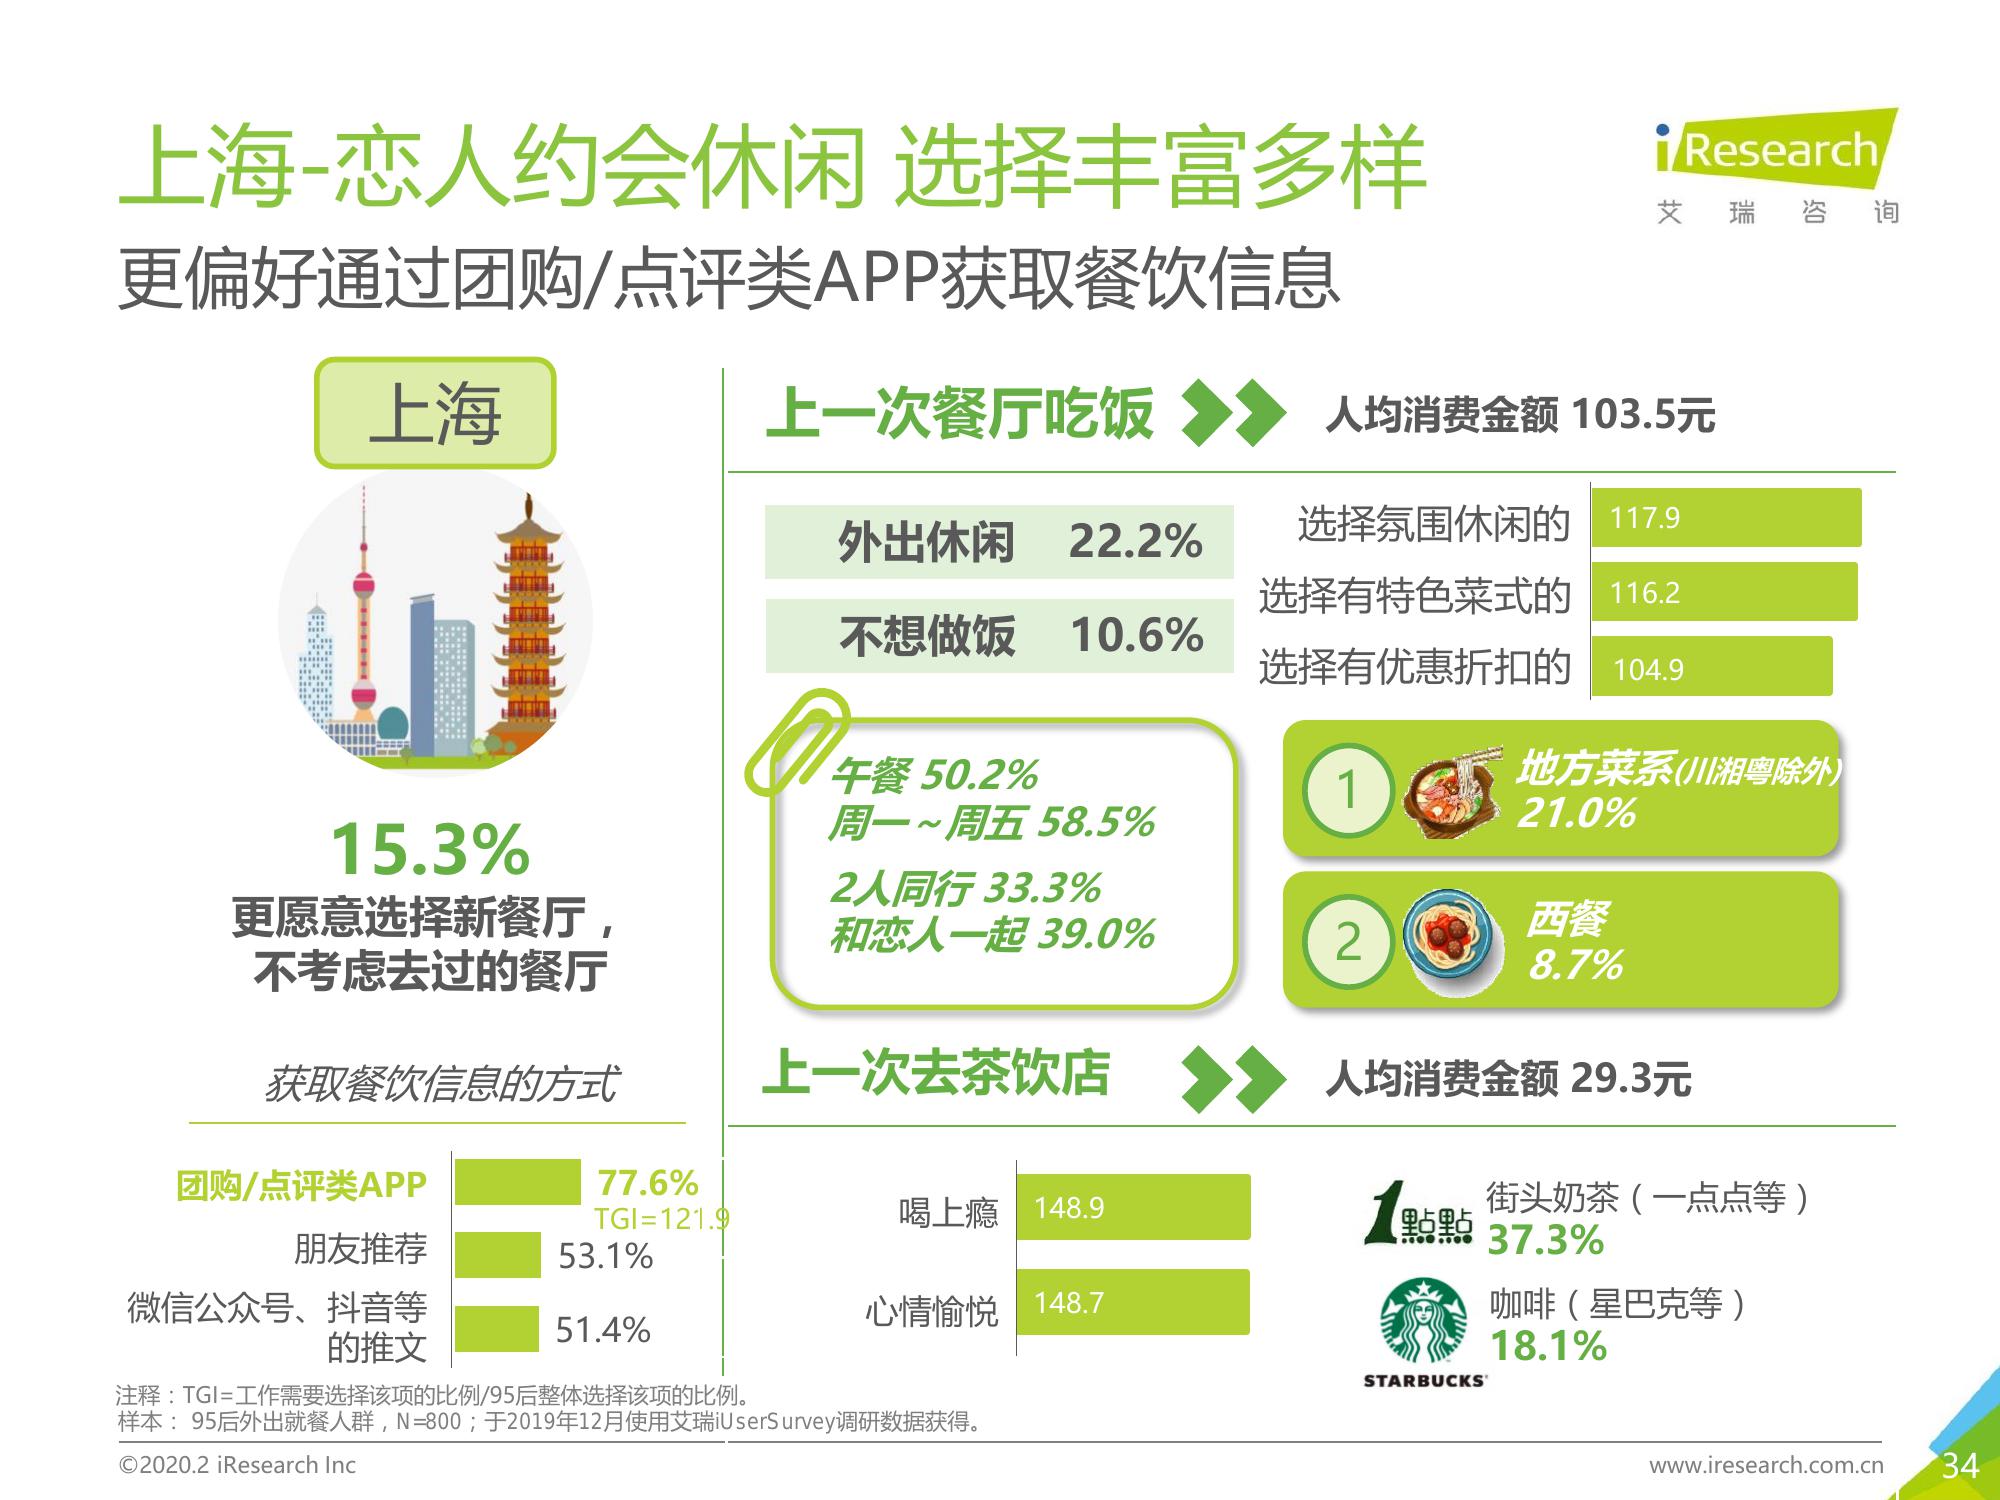 上海-恋人约会休闲 选择丰富多样
iResearch
艾瑞咨询
更偏好通过团购/点评类APP获取餐饮信息
上海
15.3%
更愿意选择新餐厅，
不考虑去过的餐厅
获取餐饮信息的方式
团购/点评类APP 77.6%
TGI=121.9
朋友推荐 53.1%
微信公众号、抖音等
的推文 51.4%
上一次餐厅吃饭 人均消费金额 103.5元
外出休闲 22.2%
不想做饭 10.6%
选择氛围休闲的 117.9
选择有特色菜式的 116.2
选择有优惠折扣的 104.9
午餐 50.2%
周一～周五 58.5%
2人同行 33.3%
和恋人一起 39.0%
1 地方菜系(川湘粤除外)
21.0%
2 西餐
8.7%
上一次去茶饮店 人均消费金额 29.3元
喝上瘾 148.9
心情愉悦 148.7
1點點
街头奶茶（一点点等）
37.3%
咖啡（星巴克等）
18.1%
STARBUCKS
注释：TGI=工作需要选择该项的比例/95后整体选择该项的比例。
样本： 95后外出就餐人群，N=800；于2019年12月使用艾瑞iUserSurvey调研数据获得。
©2020.2 iResearch Inc
www.iresearch.com.cn
34